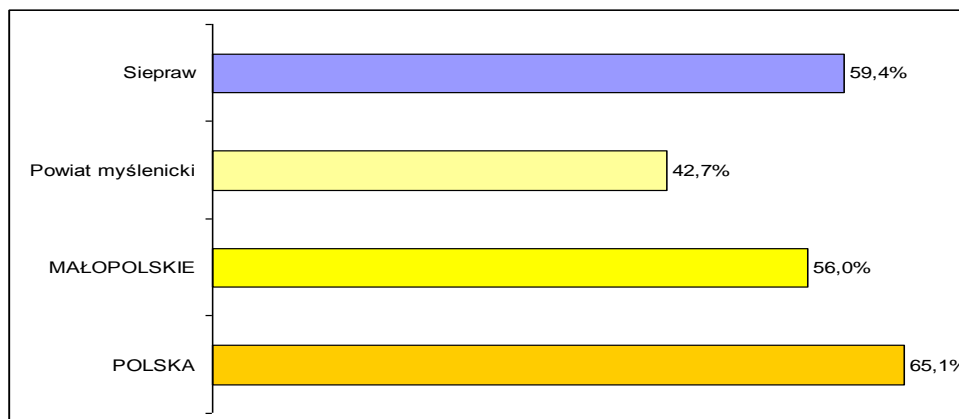 Siepraw 59,4%
Powiat myślenicki 42,7%
MAŁOPOLSKIE 56,0%
POLSKA 65,1%